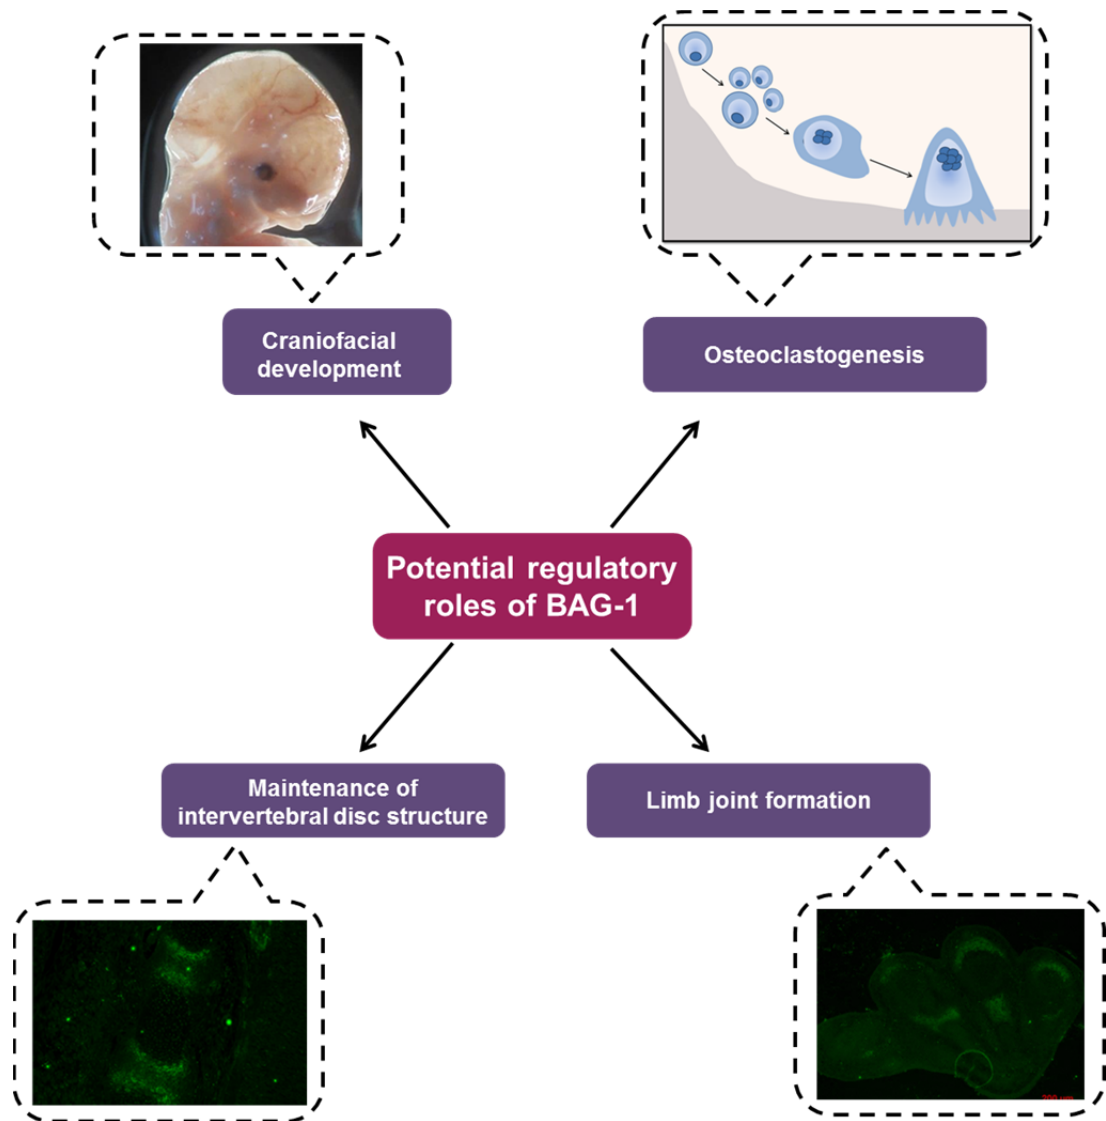 Craniofacial
development
Osteoclastogenesis
Potential regulatory
roles of BAG-1
Maintenance of
intervertebral disc structure
Limb joint formation